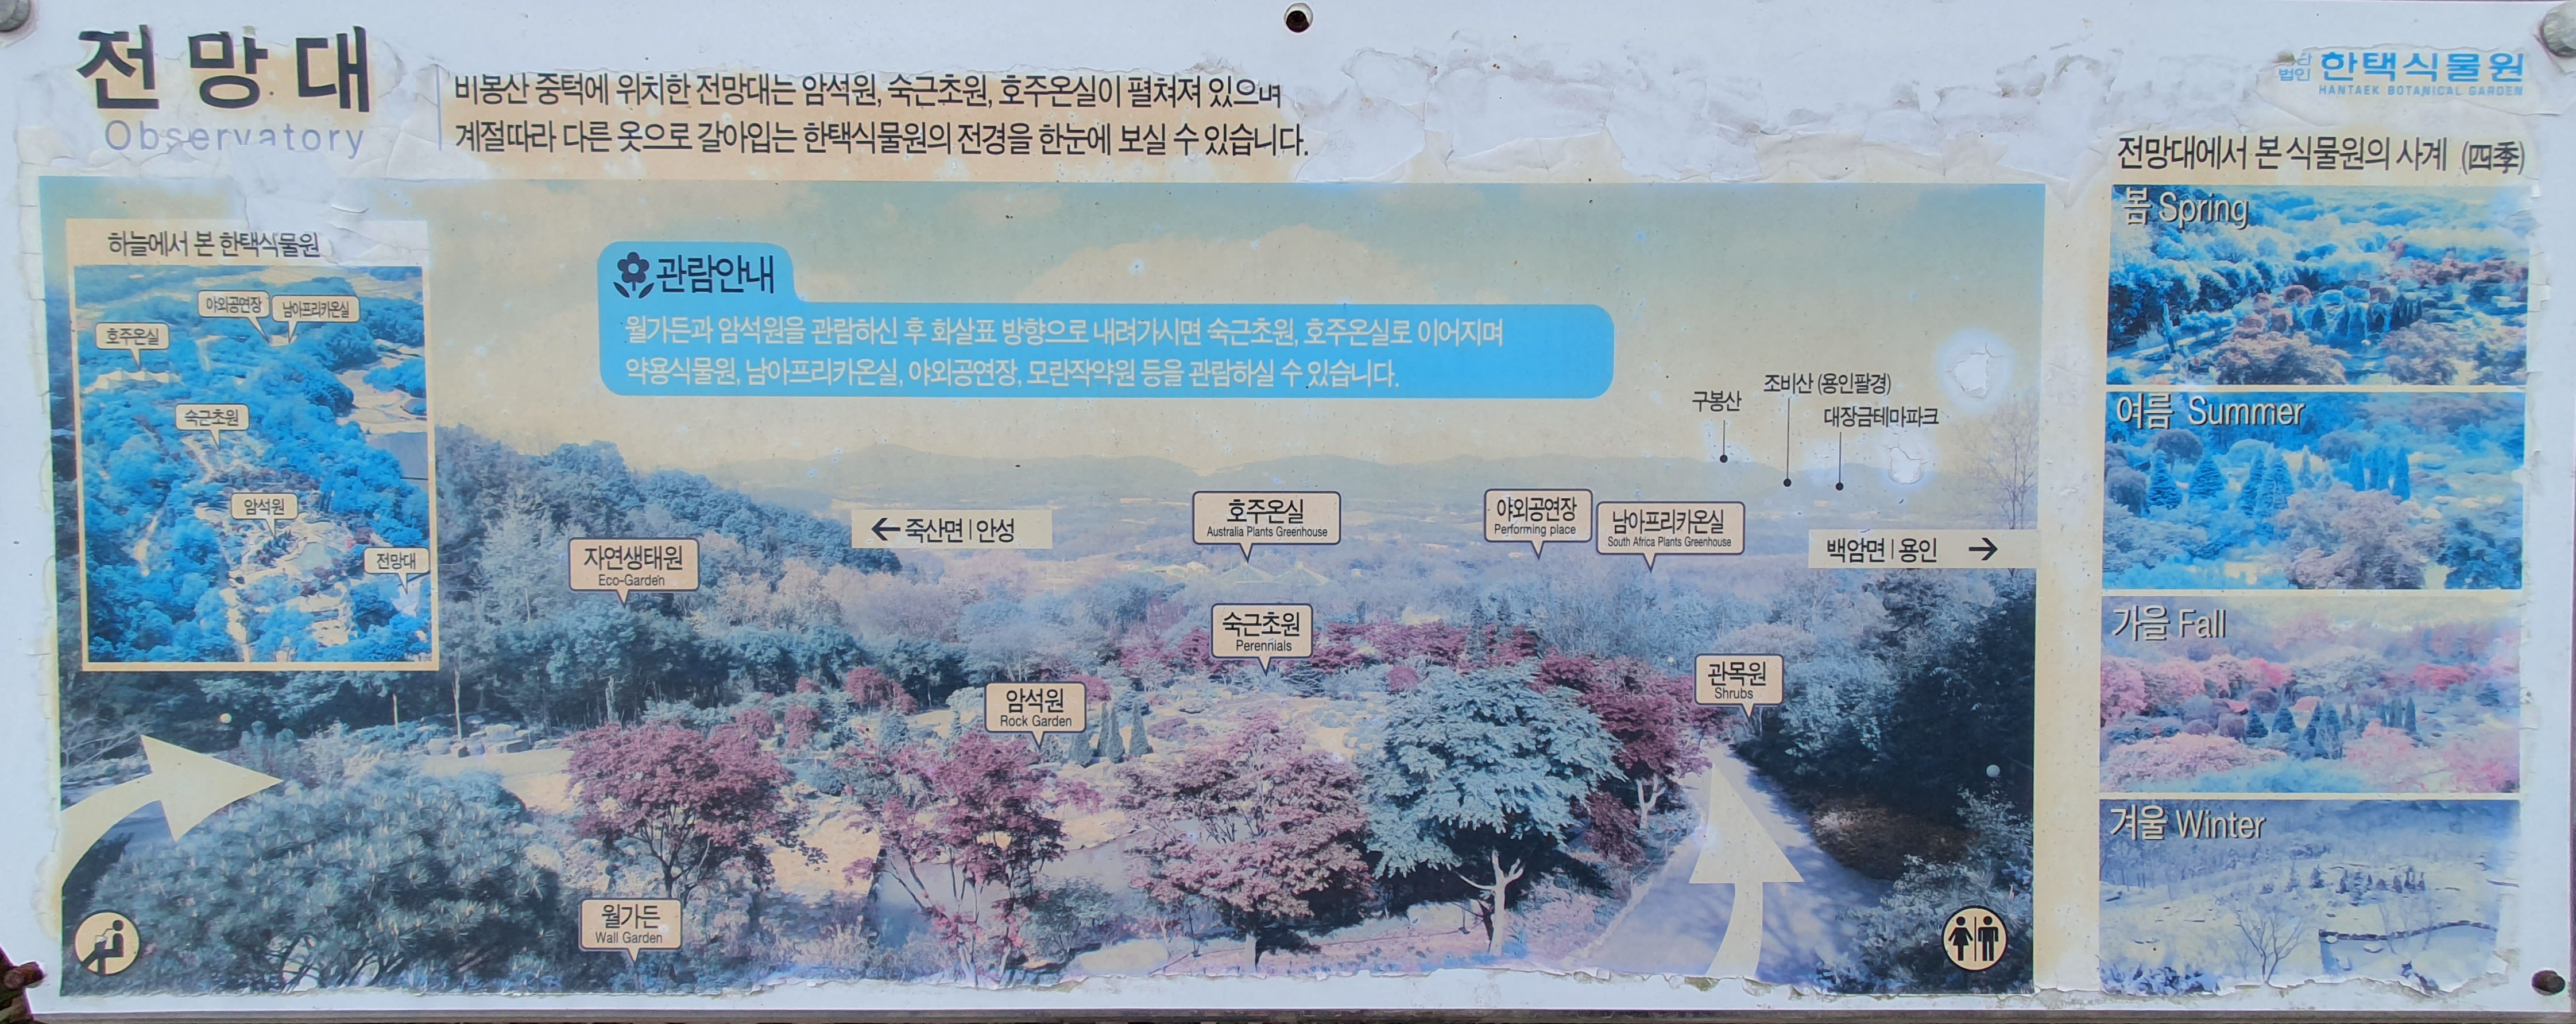 전망대
Observatory
비봉산 중턱에 위치한 전망대는 암석원, 숙근초원, 호주온실이 펼쳐져 있으며
계절따라 다른 옷으로 갈아입는 한택식물원의 전경을 한눈에 보실 수 있습니다.
법인 한택식물원
HANTAEK BOTANICAL GARDEN
하늘에서 본 한택식물원
야외공연장
남아프리카온실
호주온실
숙근초원
암석원
전망대
관람안내
월가든과 암석원을 관람하신 후 화살표 방향으로 내려가시면 숙근초원, 호주온실로 이어지며
약용식물원, 남아프리카온실, 야외공연장, 모란작약원 등을 관람하실 수 있습니다.
구봉산
조비산 (용인팔경)
대장금테마파크
← 죽산면 | 안성
호주온실
Australia Plants Greenhouse
야외공연장
Performing place
남아프리카온실
South Africa Plants Greenhouse
백암면 | 용인 →
자연생태원
Eco-Garden
숙근초원
Perennials
암석원
Rock Garden
관목원
Shrubs
월가든
Wall Garden
전망대에서 본 식물원의 사계 (四季)
봄 Spring
여름 Summer
가을 Fall
겨울 Winter